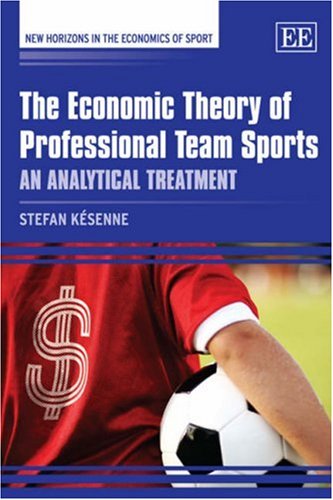 NEW HORIZONS IN THE ECONOMICS OF SPORT
EE
The Economic Theory of
Professional Team Sports
AN ANALYTICAL TREATMENT
STEFAN KÉSENNE
$